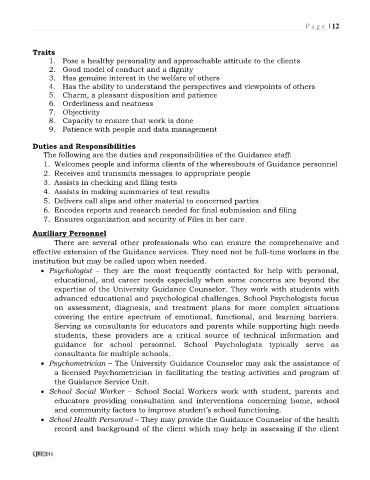 P a g e | 12
Traits
1. Pose a healthy personality and approachable attitude to the clients
2. Good model of conduct and a dignity
3. Has genuine interest in the welfare of others
4. Has the ability to understand the perspectives and viewpoints of others
5. Charm, a pleasant disposition and patience
6. Orderliness and neatness
7. Objectivity
8. Capacity to ensure that work is done
9. Patience with people and data management
Duties and Responsibilities
The following are the duties and responsibilities of the Guidance staff:
1. Welcomes people and informs clients of the whereabouts of Guidance personnel
2. Receives and transmits messages to appropriate people
3. Assists in checking and filing tests
4. Assists in making summaries of test results
5. Delivers call slips and other material to concerned parties
6. Encodes reports and research needed for final submission and filing
7. Ensures organization and security of Files in her care
Auxiliary Personnel
There are several other professionals who can ensure the comprehensive and
effective extension of the Guidance services. They need not be full-time workers in the
institution but may be called upon when needed.
• Psychologist – they are the most frequently contacted for help with personal,
educational, and career needs especially when some concerns are beyond the
expertise of the University Guidance Counselor. They work with students with
advanced educational and psychological challenges. School Psychologists focus
on assessment, diagnosis, and treatment plans for more complex situations
covering the entire spectrum of emotional, functional, and learning barriers.
Serving as consultants for educators and parents while supporting high needs
students, these providers are a critical source of technical information and
guidance for school personnel. School Psychologists typically serve as
consultants for multiple schools.
• Psychometrician – The University Guidance Counselor may ask the assistance of
a licensed Psychometrician in facilitating the testing activities and program of
the Guidance Service Unit.
• School Social Worker – School Social Workers work with student, parents and
educators providing consultation and interventions concerning home, school
and community factors to improve student's school functioning.
• School Health Personnel – They may provide the Guidance Counselor of the health
record and background of the client which may help in assessing if the client
2016